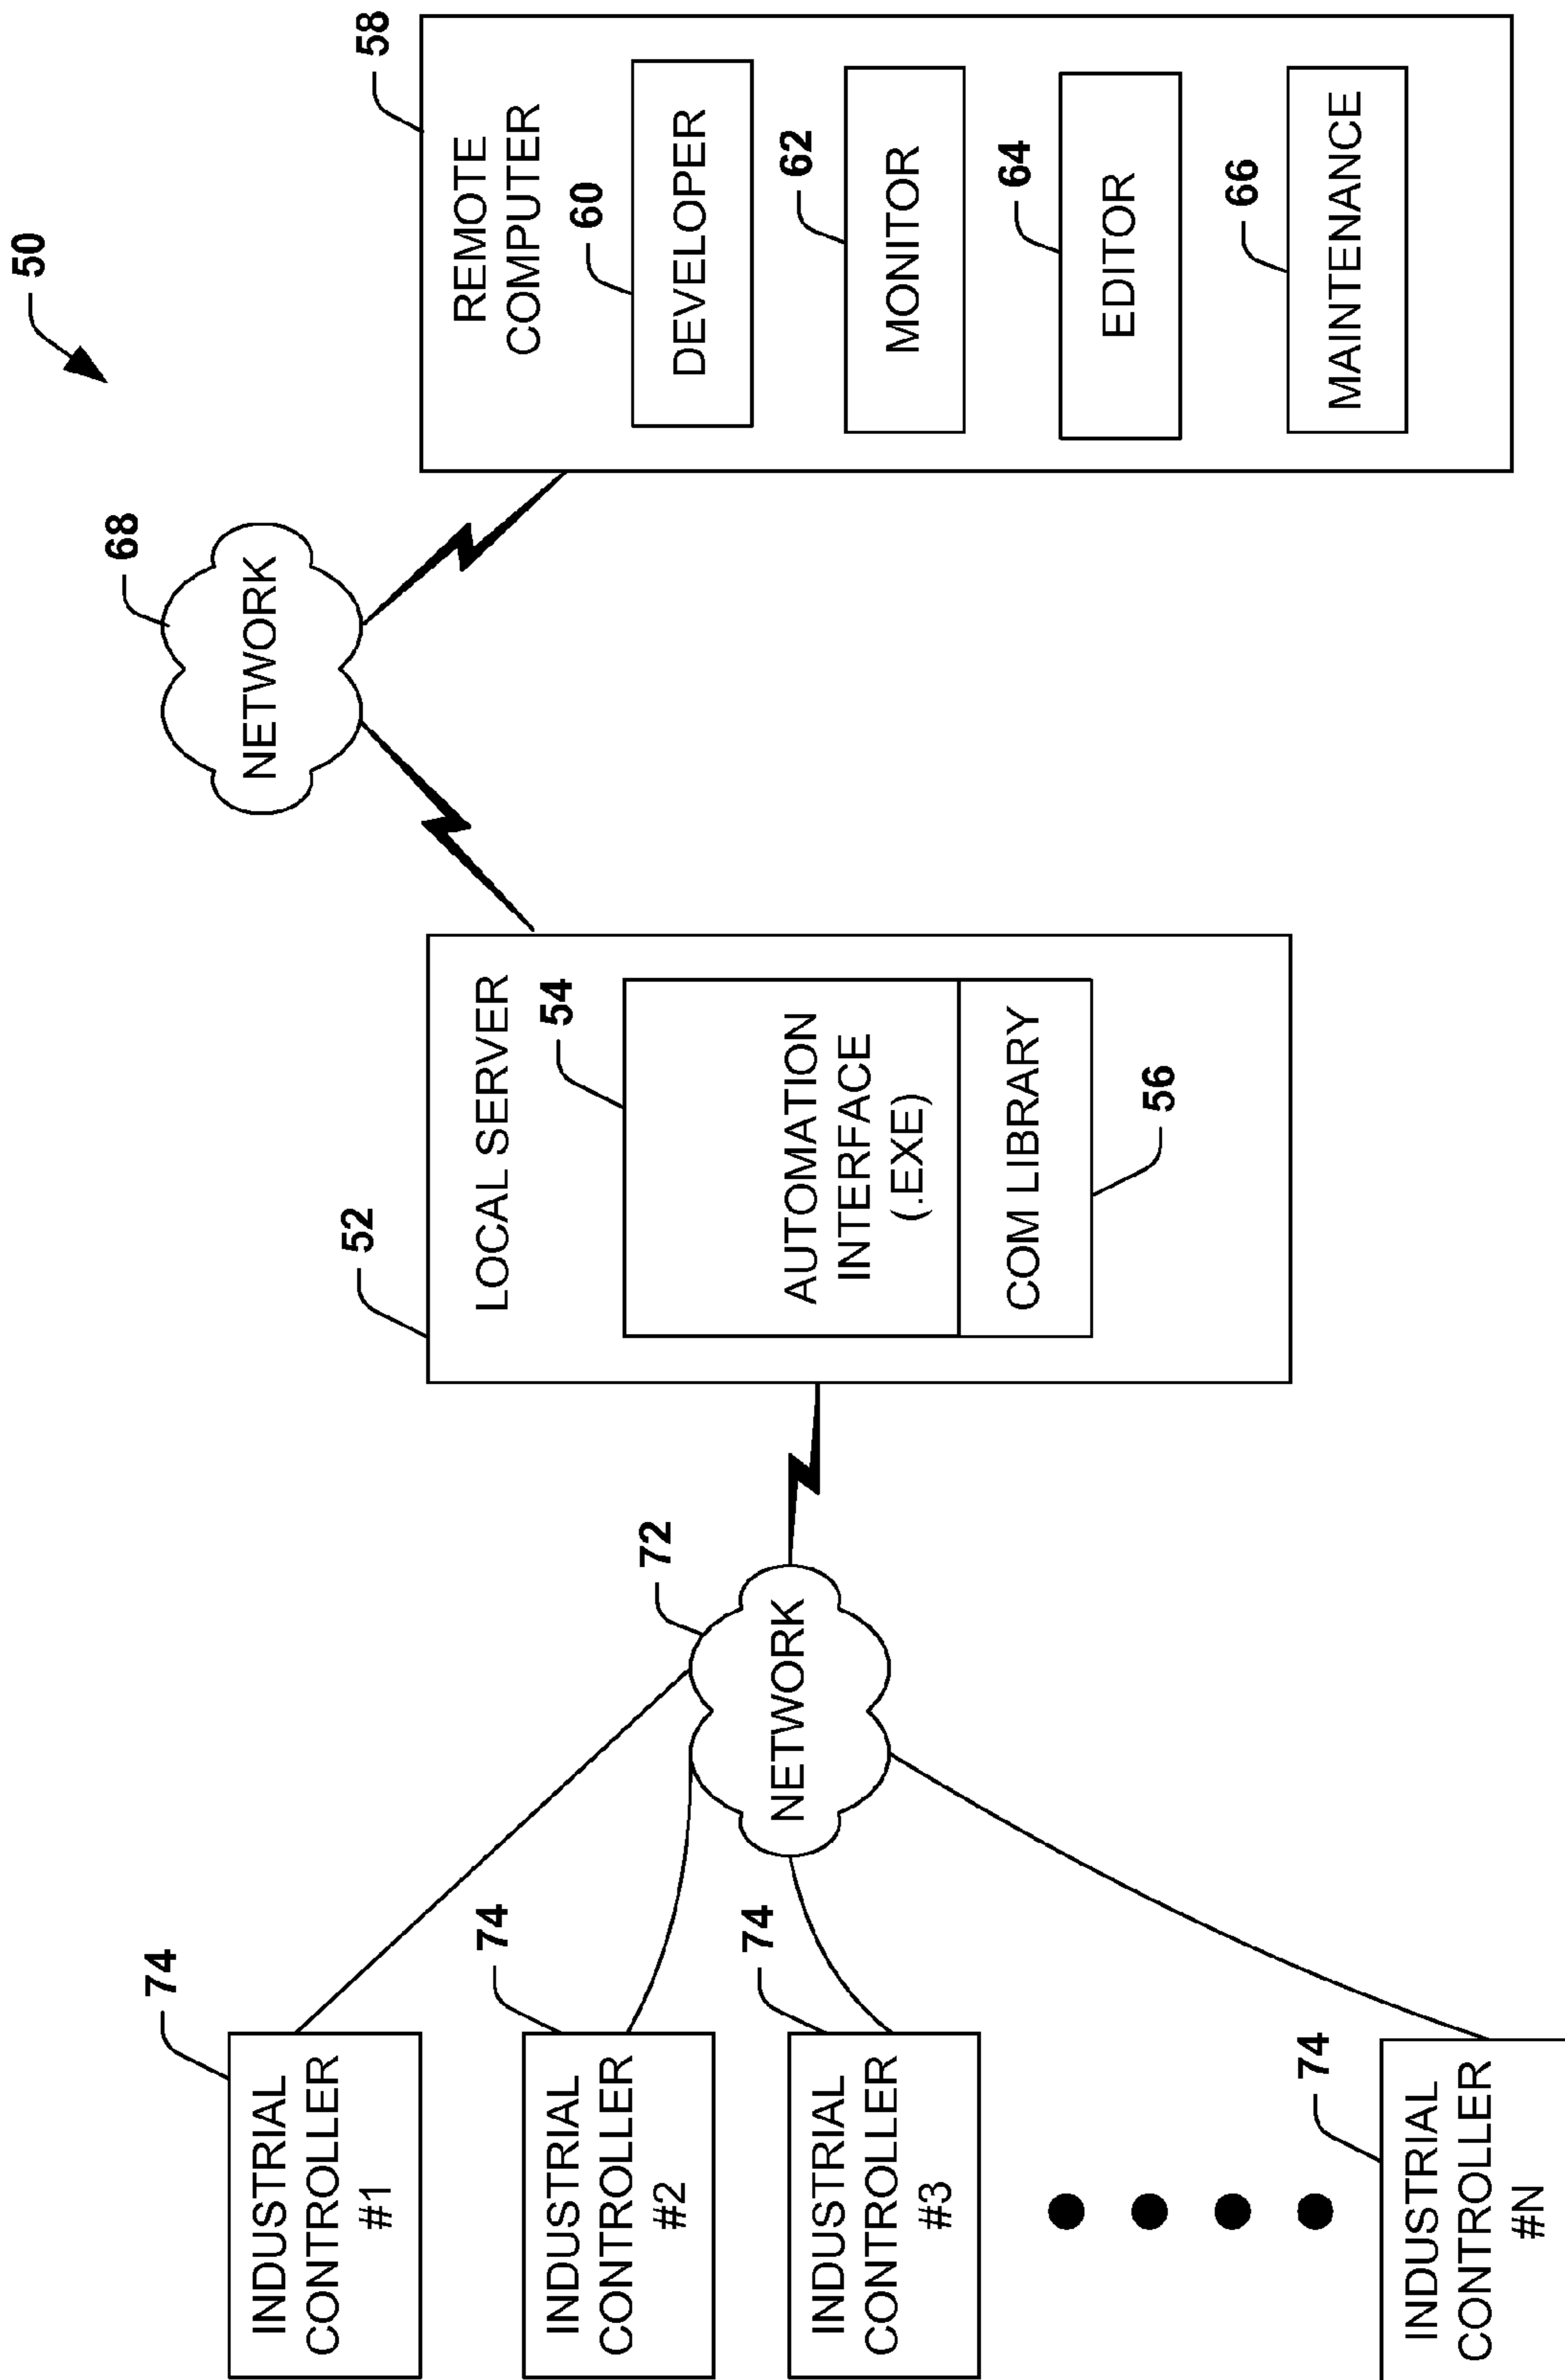 50
74
INDUSTRIAL
CONTROLLER
#1
74
INDUSTRIAL
CONTROLLER
#2
74
INDUSTRIAL
CONTROLLER
#3
74
INDUSTRIAL
CONTROLLER
#N
72
NETWORK
52
LOCAL SERVER
54
AUTOMATION
INTERFACE
(.EXE)
COM LIBRARY
56
68
NETWORK
58
REMOTE
COMPUTER
60
DEVELOPER
62
MONITOR
64
EDITOR
66
MAINTENANCE